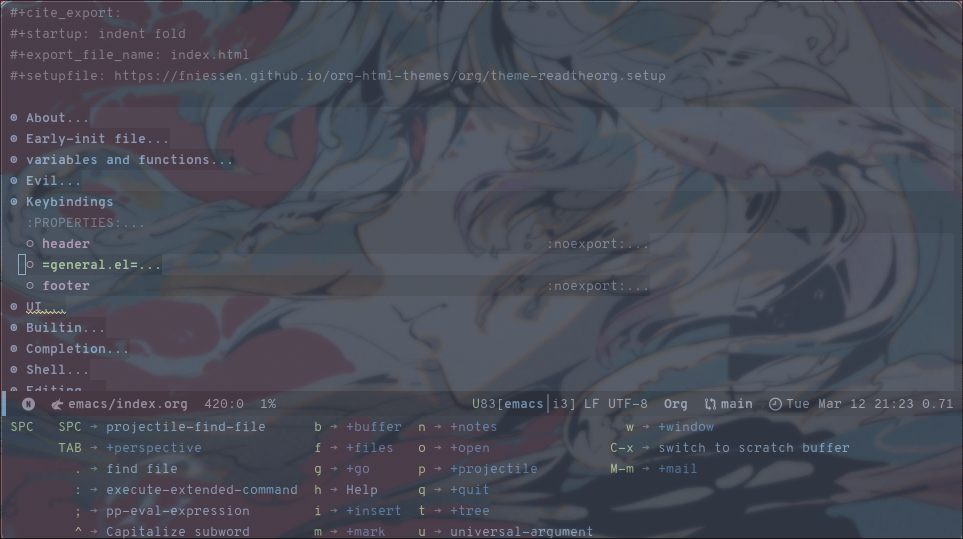 #+cite_export:
#+startup: indent fold
#+export_file_name: index.html
#+setupfile: https://fniessen.github.io/org-html-themes/org/theme-readtheorg.setup
About...
Early-init file...
variables and functions...
Evil...
Keybindings
:PROPERTIES:...
header :noexport:...
=general.el=...
footer :noexport:...
UI...
Builtin...
Completion...
Shell...
Editing
N emacs/index.org 420:0 1% U83[emacs|i3] LF UTF-8 Org main Tue Mar 12 21:23 0.71
SPC SPC → projectile-find-file b → +buffer n → +notes w → +window
TAB → +perspective f → +files o → +open C-x → switch to scratch buffer
. → find file g → +go p → +projectile M-m → +mail
: → execute-extended-command h → Help q → +quit
; → pp-eval-expression i → +insert t → +tree
^ → Capitalize subword m → +mark u → universal-argument